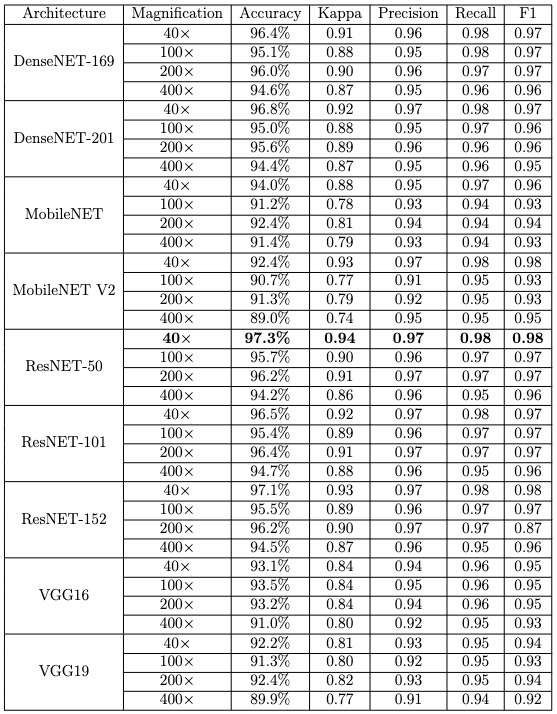 Architecture Magnification Accuracy Kappa Precision Recall F1
DenseNET-169 40× 96.4% 0.91 0.96 0.98 0.97
100× 95.1% 0.88 0.95 0.98 0.97
200× 96.0% 0.90 0.96 0.97 0.97
400× 94.6% 0.87 0.95 0.96 0.96
DenseNET-201 40× 96.8% 0.92 0.97 0.98 0.97
100× 95.0% 0.88 0.95 0.97 0.96
200× 95.6% 0.89 0.96 0.96 0.96
400× 94.4% 0.87 0.95 0.96 0.95
MobileNET 40× 94.0% 0.88 0.95 0.97 0.96
100× 91.2% 0.78 0.93 0.94 0.93
200× 92.4% 0.81 0.94 0.94 0.94
400× 91.4% 0.79 0.93 0.94 0.93
MobileNET V2 40× 92.4% 0.93 0.97 0.98 0.98
100× 90.7% 0.77 0.91 0.95 0.93
200× 91.3% 0.79 0.92 0.95 0.93
400× 89.0% 0.74 0.95 0.95 0.95
ResNET-50 40× 97.3% 0.94 0.97 0.98 0.98
100× 95.7% 0.90 0.96 0.97 0.97
200× 96.2% 0.91 0.97 0.97 0.97
400× 94.2% 0.86 0.96 0.95 0.96
ResNET-101 40× 96.5% 0.92 0.97 0.98 0.97
100× 95.4% 0.89 0.96 0.97 0.97
200× 96.4% 0.91 0.97 0.97 0.97
400× 94.7% 0.88 0.96 0.95 0.96
ResNET-152 40× 97.1% 0.93 0.97 0.98 0.98
100× 95.5% 0.89 0.96 0.97 0.97
200× 96.2% 0.90 0.97 0.97 0.87
400× 94.5% 0.87 0.96 0.95 0.96
VGG16 40× 93.1% 0.84 0.94 0.96 0.95
100× 93.5% 0.84 0.95 0.96 0.95
200× 93.2% 0.84 0.94 0.96 0.95
400× 91.0% 0.80 0.92 0.95 0.93
VGG19 40× 92.2% 0.81 0.93 0.95 0.94
100× 91.3% 0.80 0.92 0.95 0.93
200× 92.4% 0.82 0.93 0.95 0.94
400× 89.9% 0.77 0.91 0.94 0.92